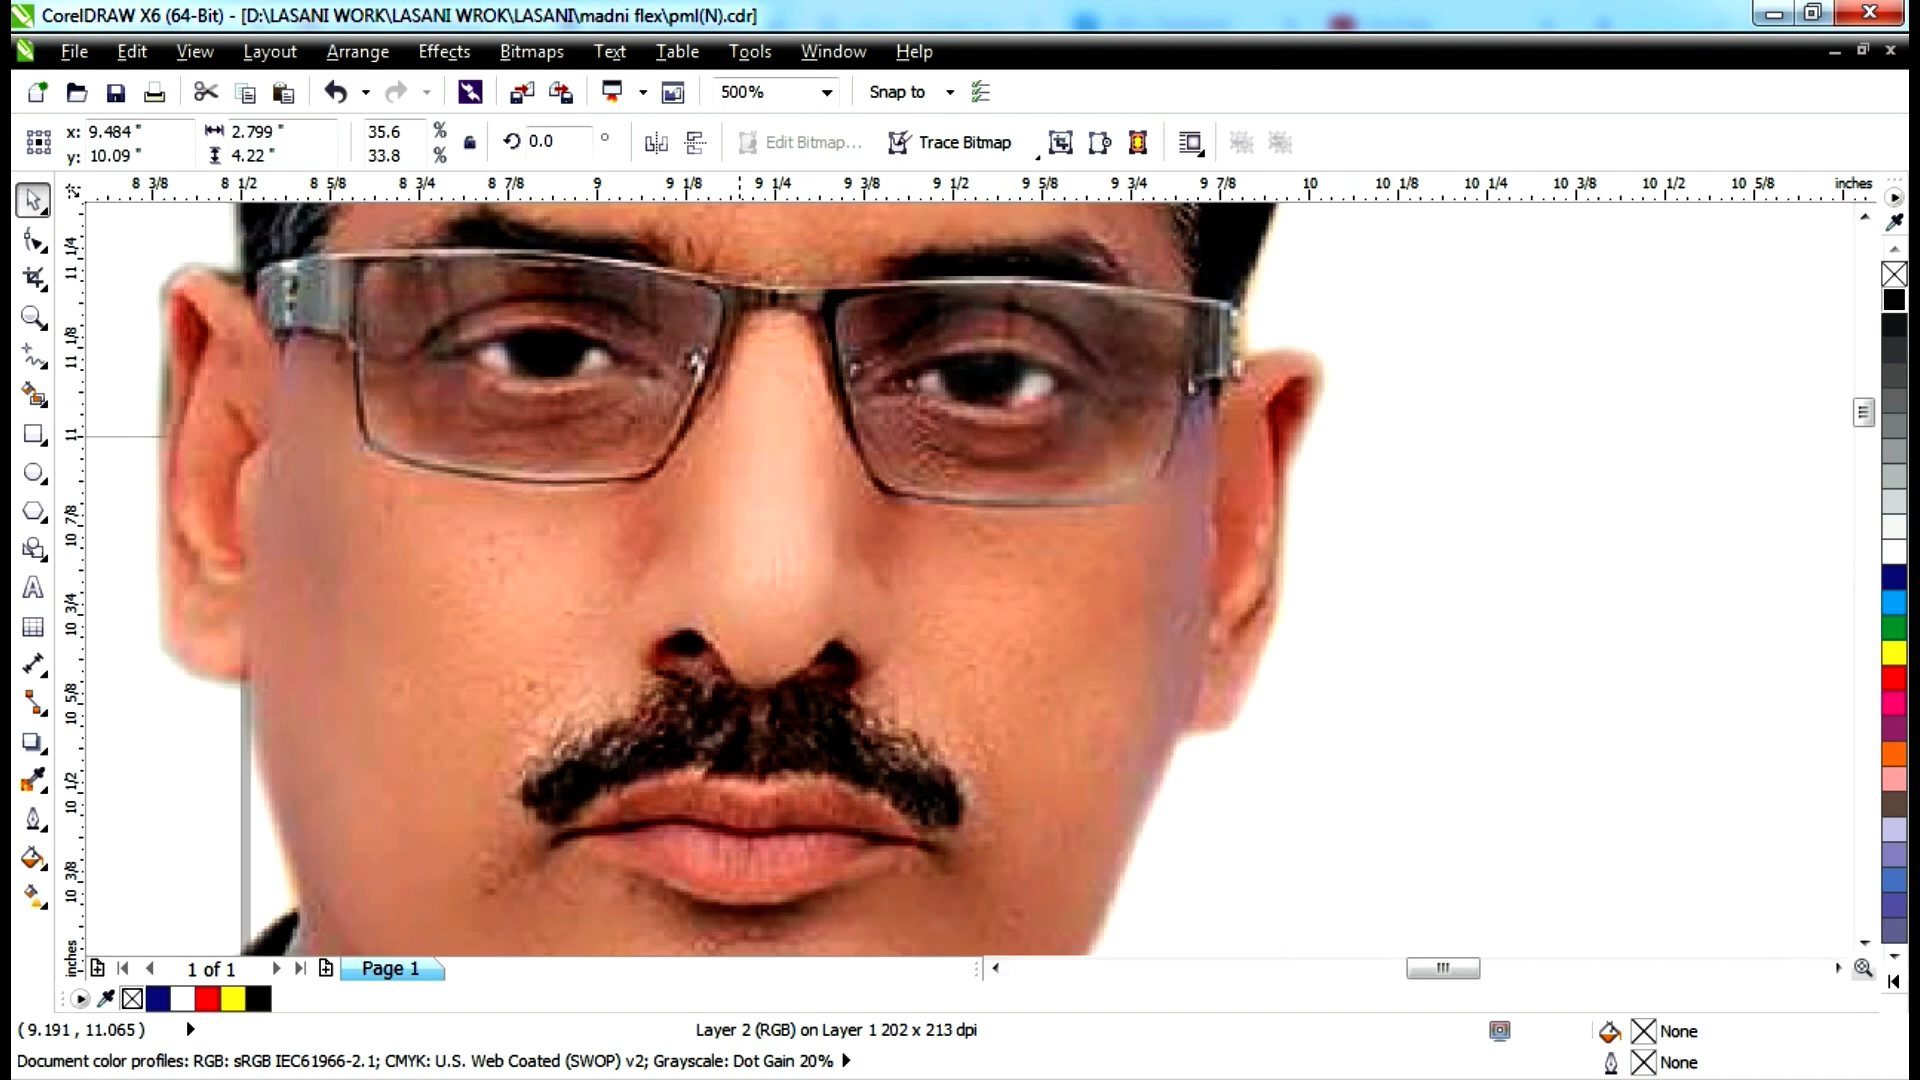 CorelDRAW X6 (64-Bit) - [D:\LASANI WORK\LASANI WROK\LASANI\madni flex\pml(N).cdr]
File Edit View Layout Arrange Effects Bitmaps Text Table Tools Window Help
500% Snap to
x: 9.484 " 2.799 " 35.6 % 0.0 ° Edit Bitmap... Trace Bitmap
y: 10.09 " 4.22 " 33.8 %
8 3/8 8 1/2 8 5/8 8 3/4 8 7/8 9 9 1/8 9 1/4 9 3/8 9 1/2 9 5/8 9 3/4 9 7/8 10 10 1/8 10 1/4 10 3/8 10 1/2 10 5/8 inches
11 1/4
11 1/8
11
10 7/8
10 3/4
10 5/8
10 1/2
10 3/8
inches
1 of 1 Page 1
( 9.191 , 11.065 ) Layer 2 (RGB) on Layer 1 202 x 213 dpi None
Document color profiles: RGB: sRGB IEC61966-2.1; CMYK: U.S. Web Coated (SWOP) v2; Grayscale: Dot Gain 20% None